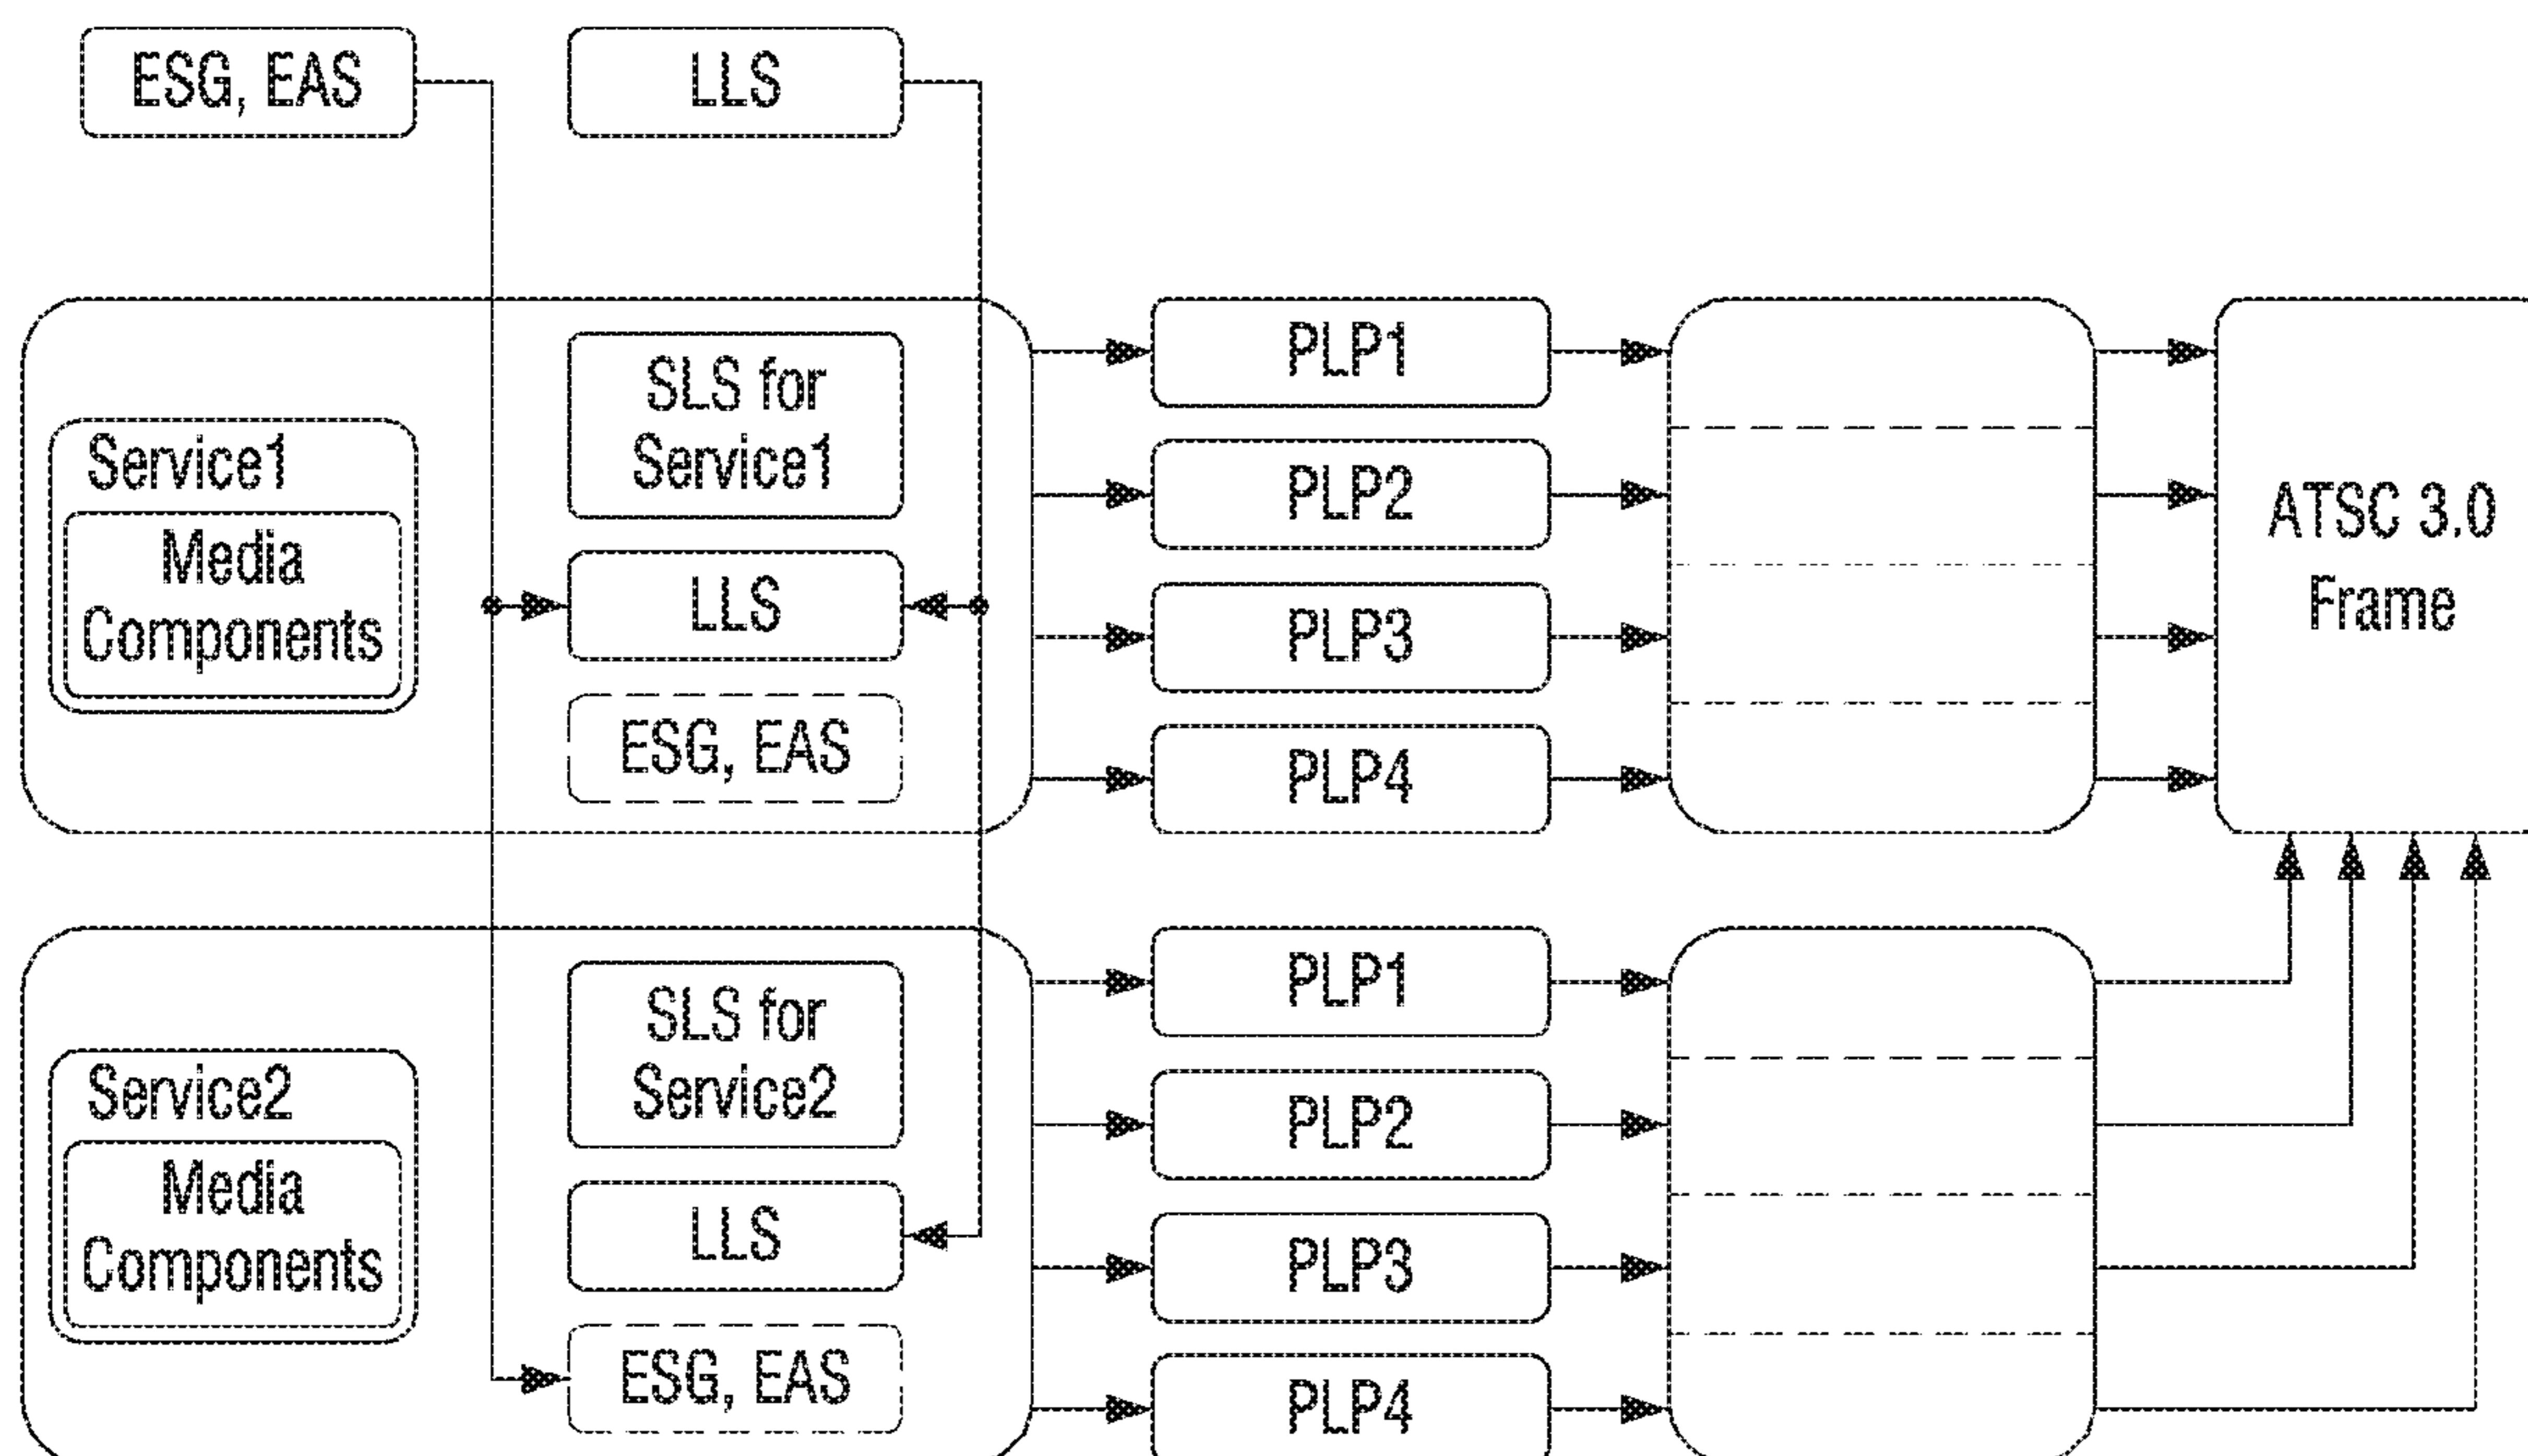 ESG, EAS
LLS
SLS for
Service1
Service1
Media
Components
LLS
ESG, EAS
PLP1
PLP2
PLP3
PLP4
ATSC 3.0
Frame
SLS for
Service2
Service2
Media
Components
LLS
ESG, EAS
PLP1
PLP2
PLP3
PLP4